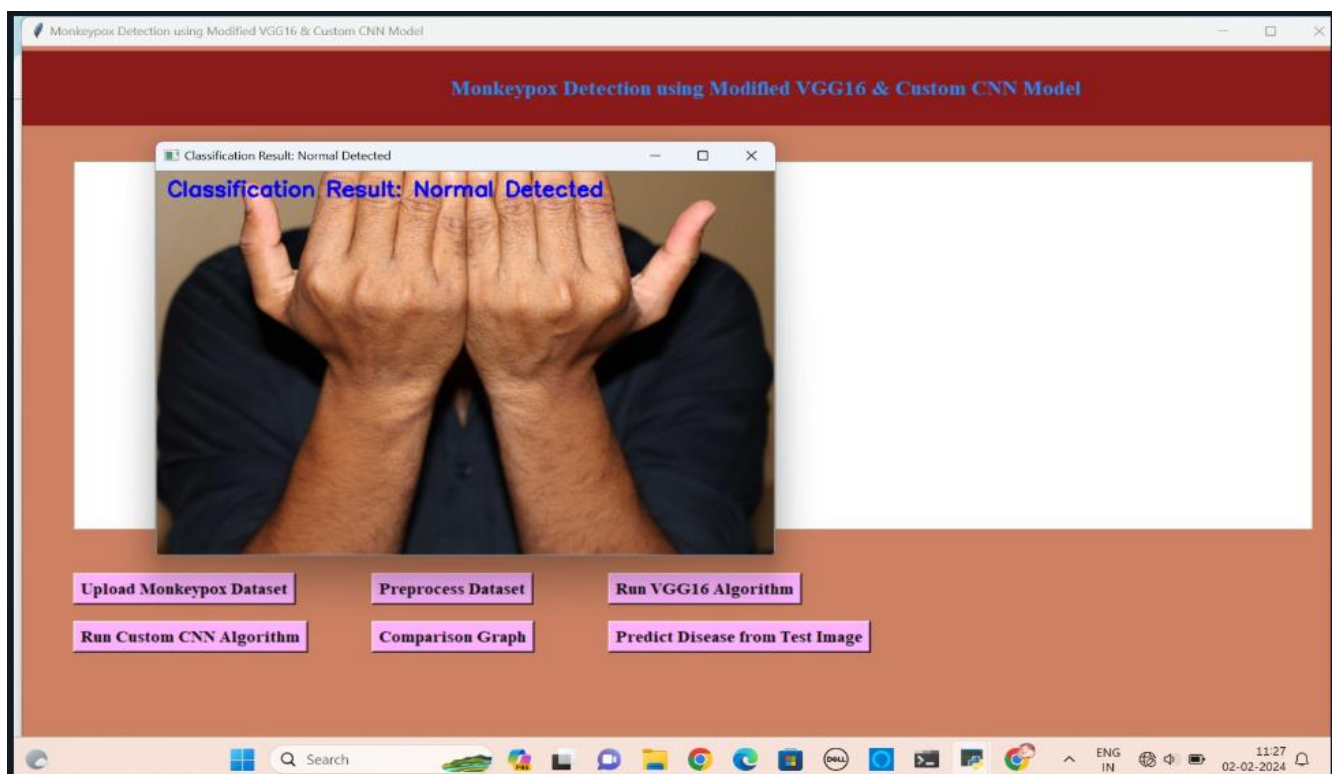 Monkeypox Detection using Modified VGG16 & Custom CNN Model
Monkeypox Detection using Modified VGG16 & Custom CNN Model
Classification Result: Normal Detected
Classification Result: Normal Detected
Upload Monkeypox Dataset
Preprocess Dataset
Run VGG16 Algorithm
Run Custom CNN Algorithm
Comparison Graph
Predict Disease from Test Image
Search
DELL
ENG
IN
11:27
02-02-2024